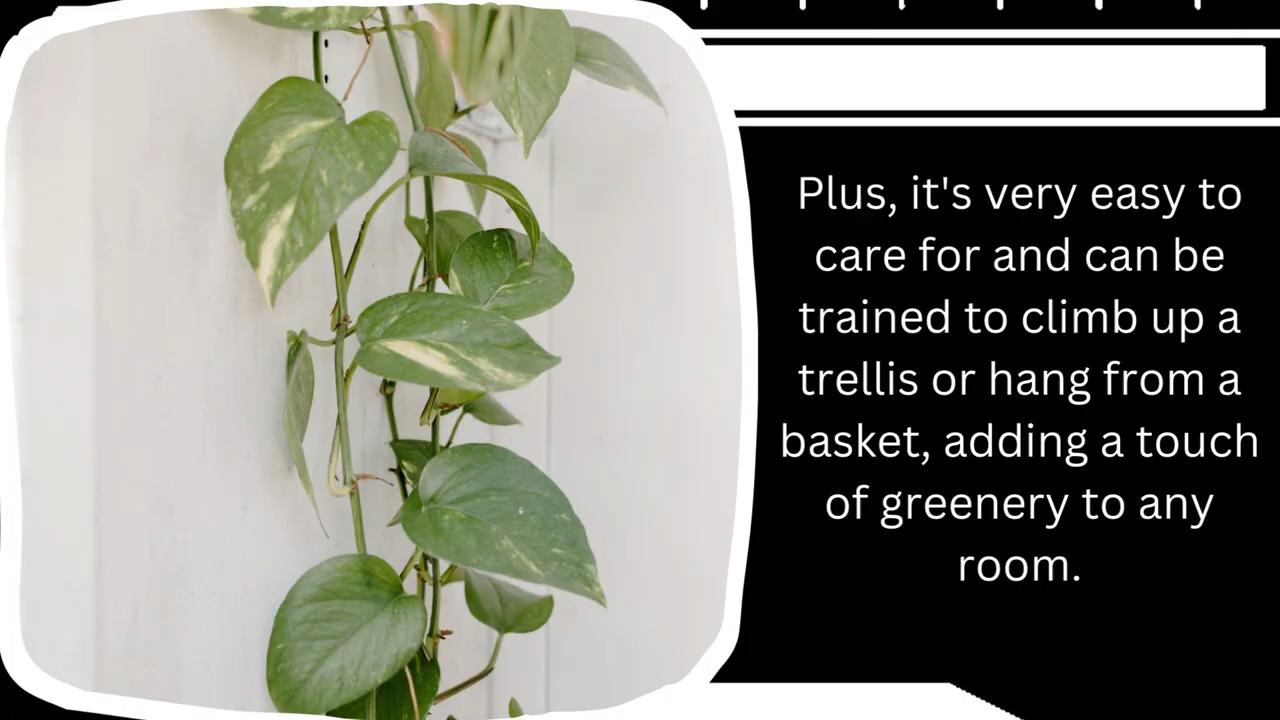 Plus, it's very easy to
care for and can be
trained to climb up a
trellis or hang from a
basket, adding a touch
of greenery to any
room.